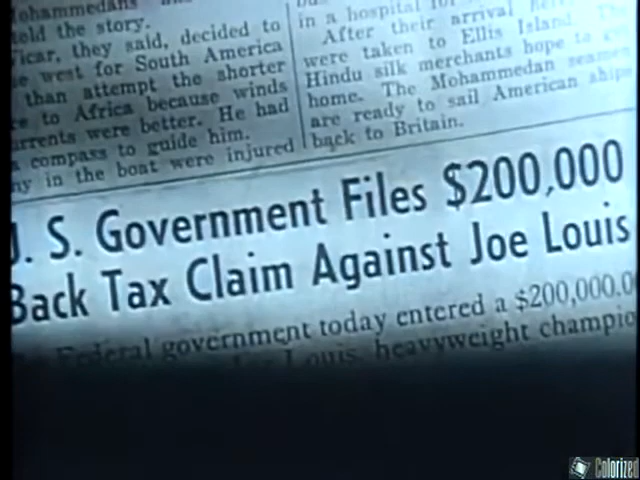 told the story.
they said, decided to
west for South America
than attempt the shorter
to Africa because winds
were better. He had
compass to guide him.
in the boat were injured
in a hospital
After their arrival
were taken to Ellis Island.
Hindu silk merchants hope to
home. The Mohammedan seamen
are ready to sail American ships
back to Britain.
S. Government Files $200,000
Back Tax Claim Against Joe Louis
Federal government today entered a $200,000.0
Louis, heavyweight champio
Colorized